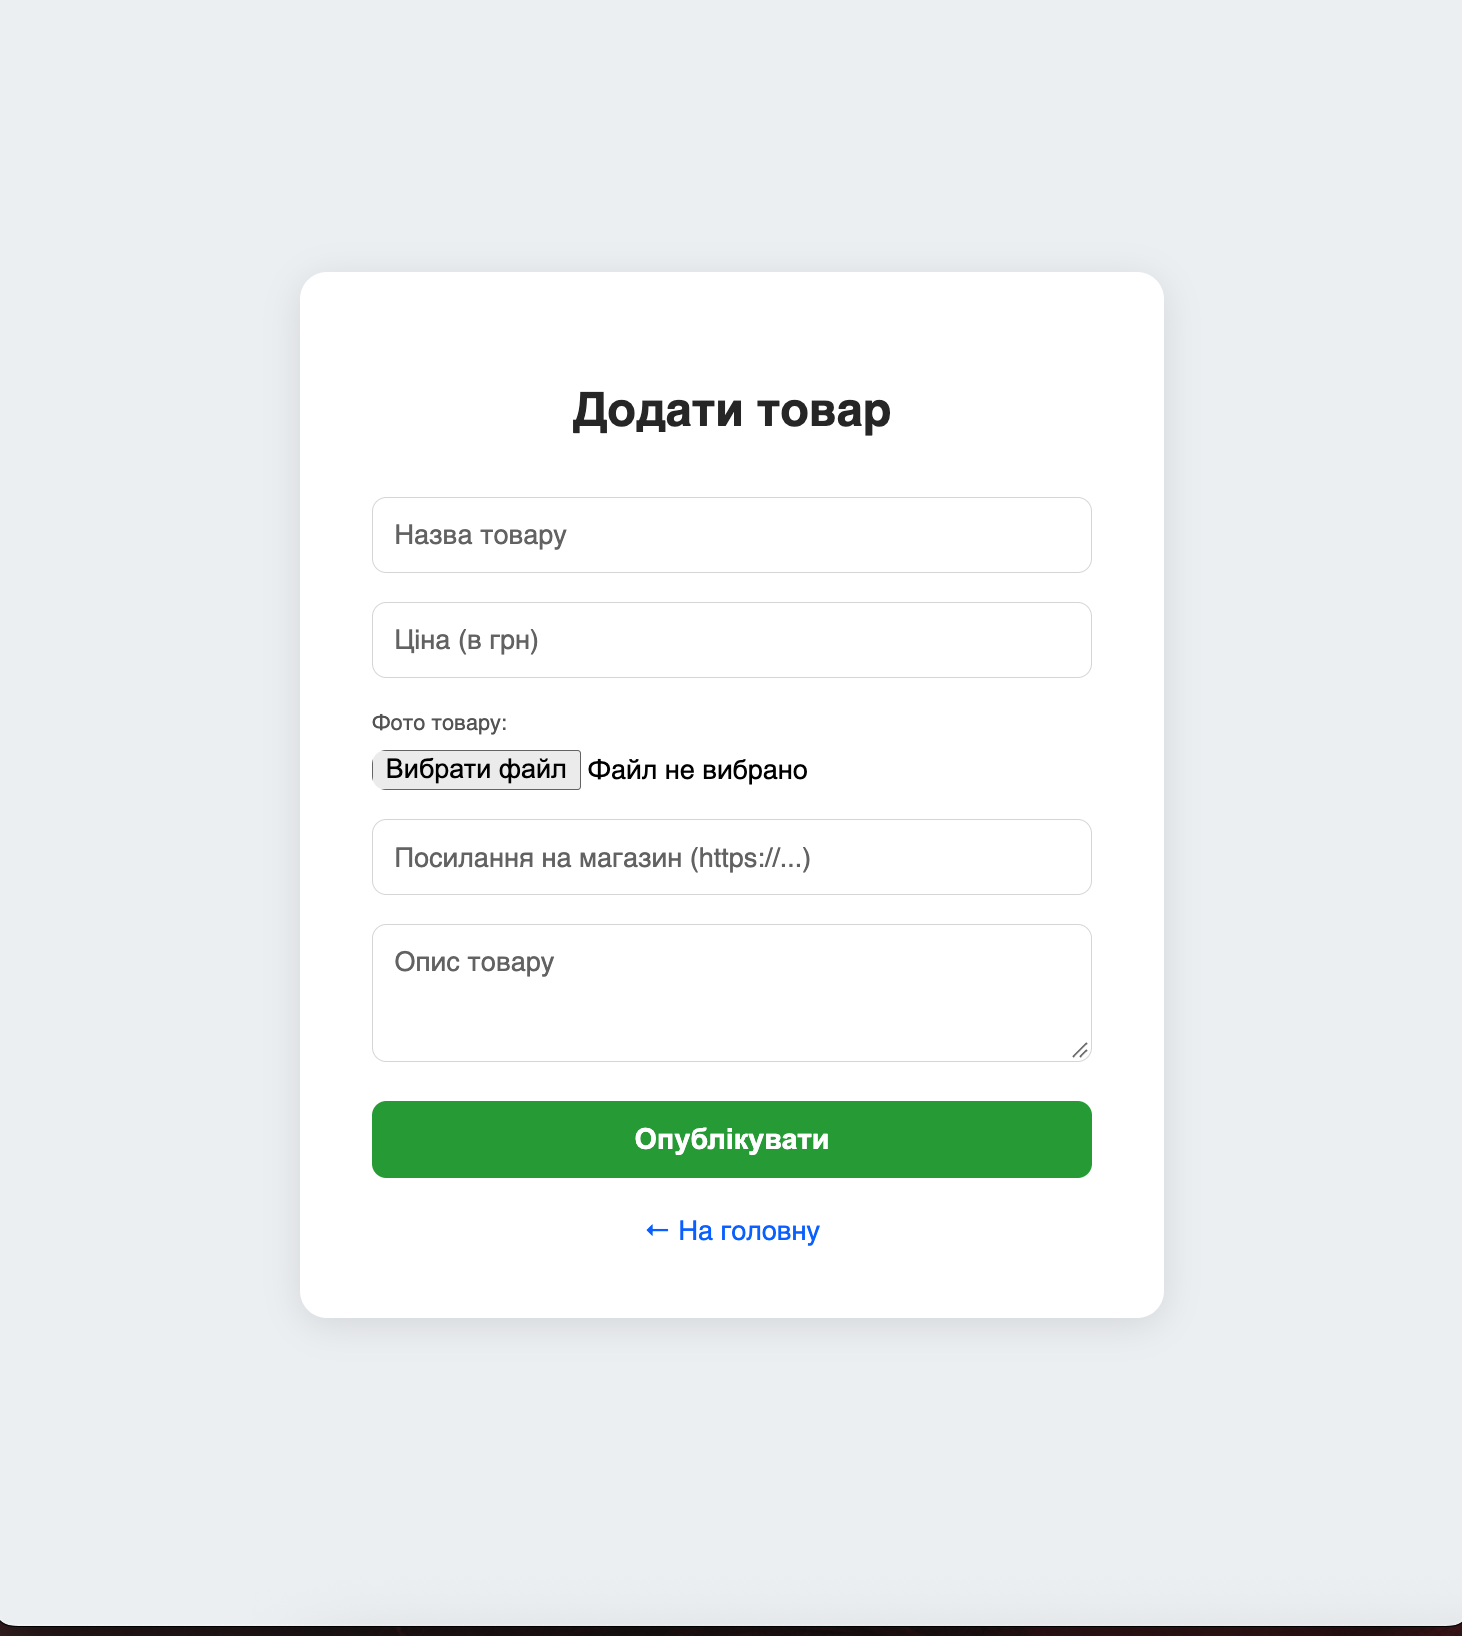 Додати товар
Назва товару
Ціна (в грн)
Фото товару:
Вибрати файл Файл не вибрано
Посилання на магазин (https://...)
Опис товару
Опублікувати
← На головну